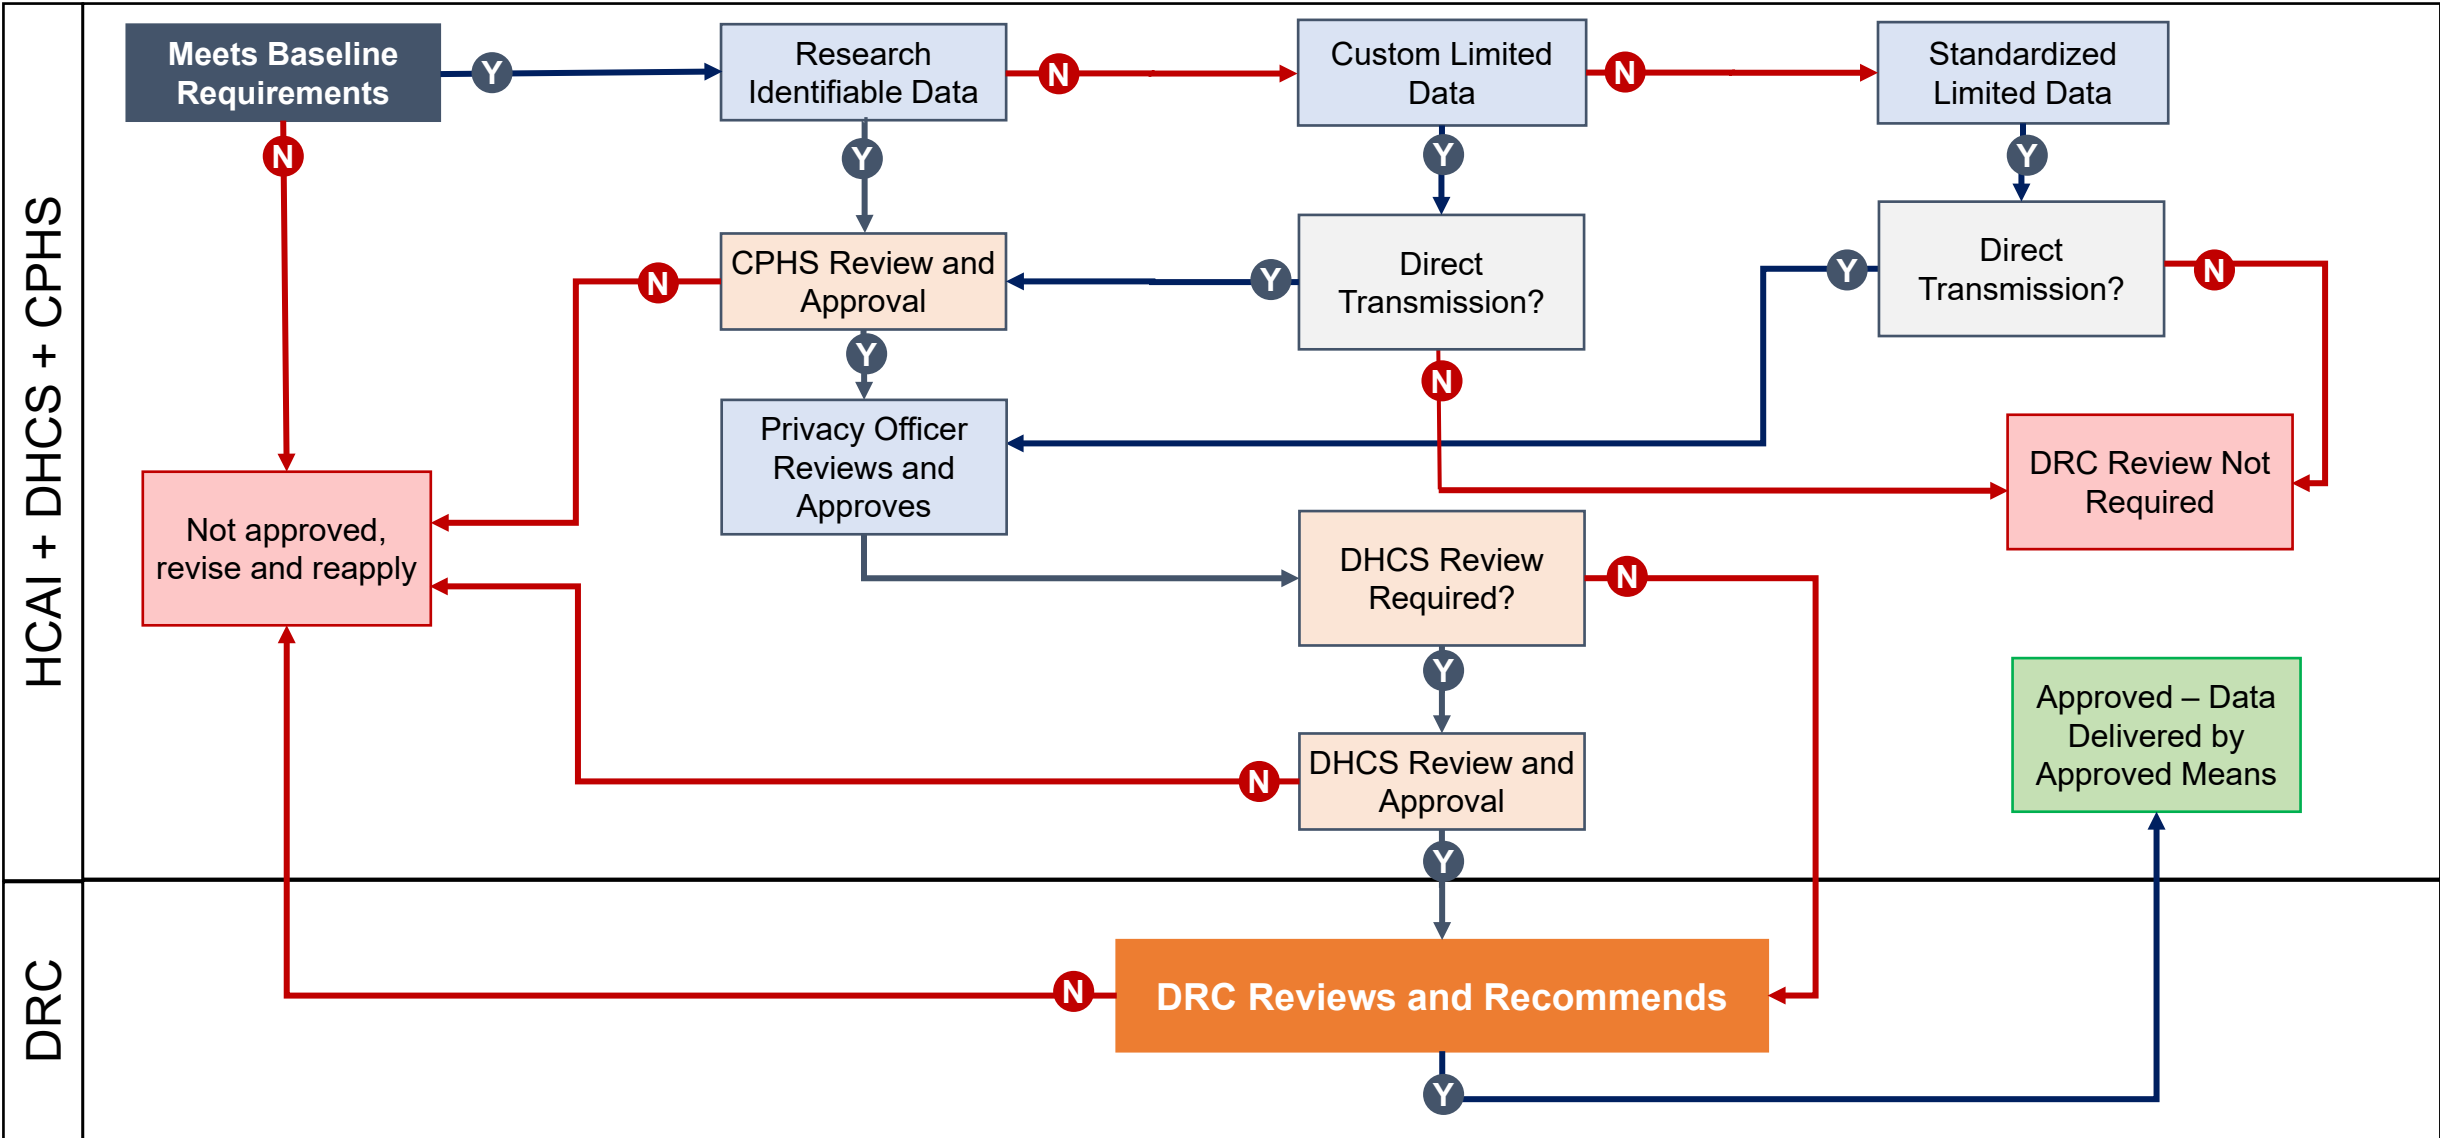 HCAI + DHCS + CPHS
Meets Baseline
Requirements
Y
Research
Identifiable Data
N
Custom Limited
Data
N
Standardized
Limited Data
N
Y
Y
Y
CPHS Review and
Approval
N
Y
Direct
Transmission?
Y
Direct
Transmission?
N
Y
N
Privacy Officer
Reviews and
Approves
DRC Review Not
Required
Not approved,
revise and reapply
DHCS Review
Required?
N
Y
Approved – Data
Delivered by
Approved Means
DHCS Review and
Approval
N
Y
DRC
DRC Reviews and Recommends
N
Y